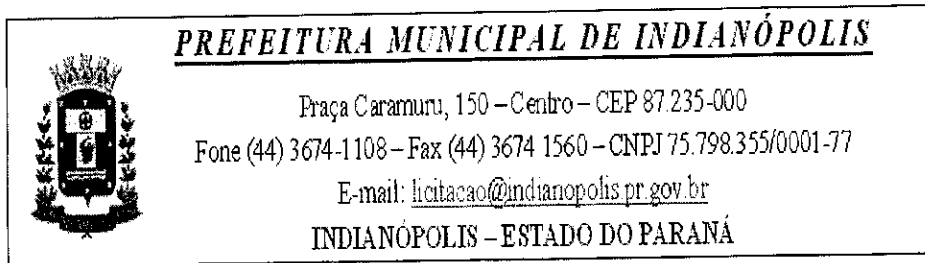 PREFEITURA MUNICIPAL DE INDIANÓPOLIS
Praça Caramuru, 150 – Centro – CEP 87.235-000
Fone (44) 3674-1108 – Fax (44) 3674 1560 – CNPJ 75.798.355/0001-77
E-mail: licitacao@indianopolis.pr.gov.br
INDIANÓPOLIS – ESTADO DO PARANÁ